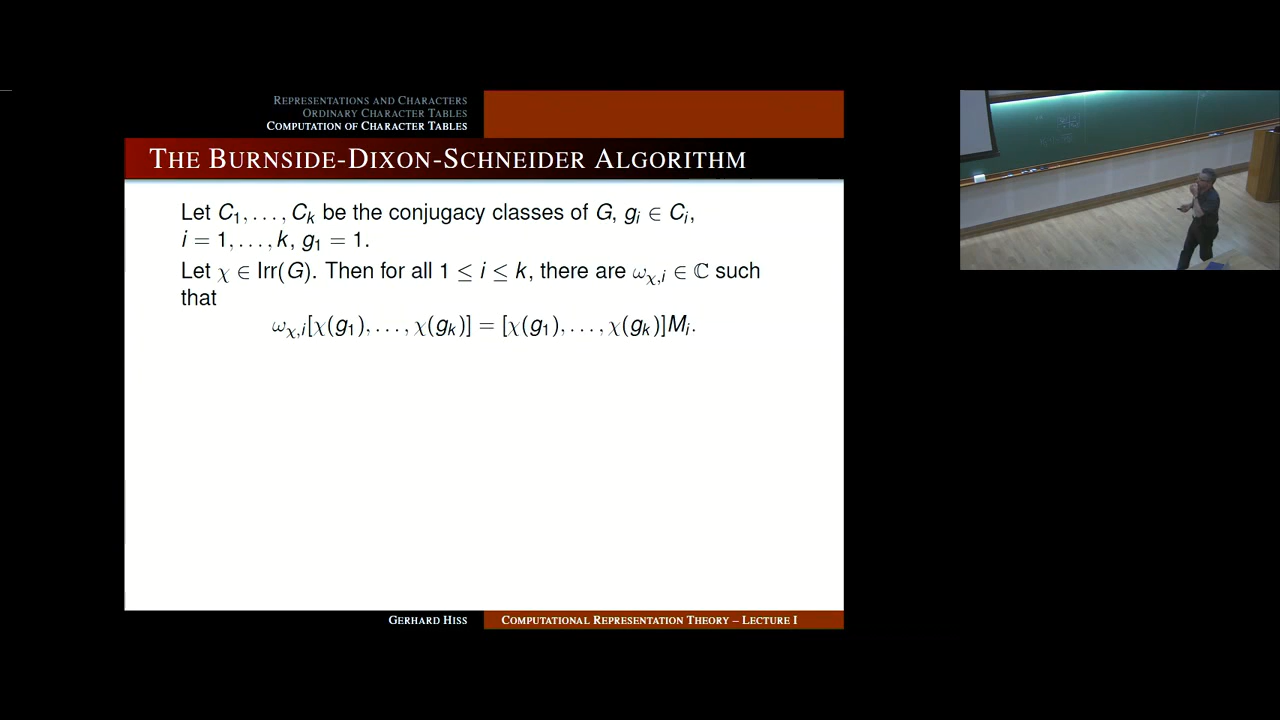 REPRESENTATIONS AND CHARACTERS
ORDINARY CHARACTER TABLES
COMPUTATION OF CHARACTER TABLES
THE BURNSIDE-DIXON-SCHNEIDER ALGORITHM
Let C₁, . . . , Cₖ be the conjugacy classes of G, gᵢ ∈ Cᵢ,
i = 1, . . . , k, g₁ = 1.
Let χ ∈ Irr(G). Then for all 1 ≤ i ≤ k, there are ω_{χ,i} ∈ ℂ such
that
ω_{χ,i}[χ(g₁), . . . , χ(gₖ)] = [χ(g₁), . . . , χ(gₖ)]Mᵢ.
GERHARD HISS
COMPUTATIONAL REPRESENTATION THEORY – LECTURE I